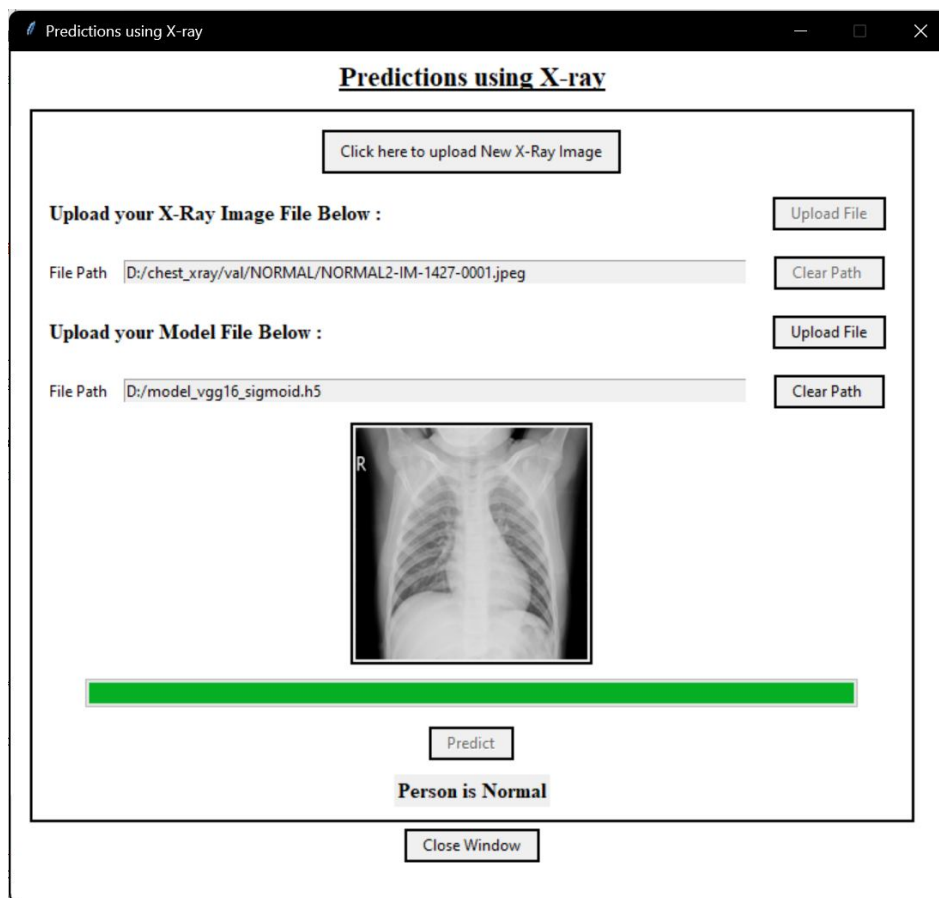 Predictions using X-ray
Predictions using X-ray
Click here to upload New X-Ray Image
Upload your X-Ray Image File Below :
Upload File
File Path
D:/chest_xray/val/NORMAL/NORMAL2-IM-1427-0001.jpeg
Clear Path
Upload your Model File Below :
Upload File
File Path
D:/model_vgg16_sigmoid.h5
Clear Path
R
Predict
Person is Normal
Close Window